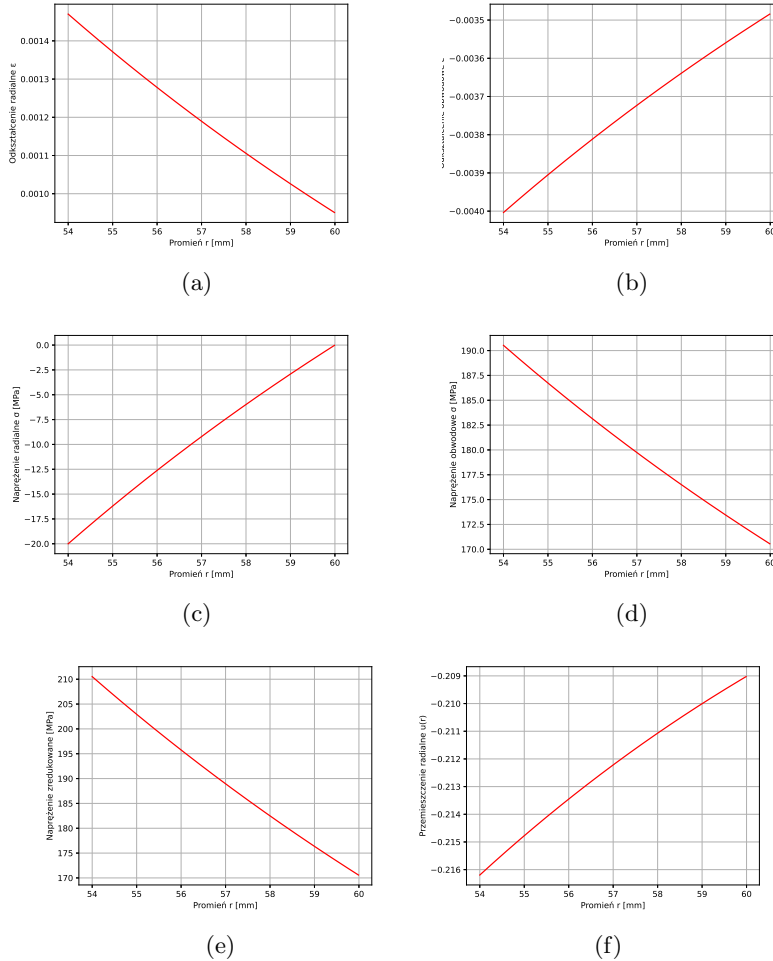 0.0014
0.0013
0.0012
0.0011
0.0010
Odkształcenie radialne ε
54 55 56 57 58 59 60
Promień r [mm]
(a)
−0.0035
−0.0036
−0.0037
−0.0038
−0.0039
−0.0040
54 55 56 57 58 59 60
Promień r [mm]
(b)
0.0
−2.5
−5.0
−7.5
−10.0
−12.5
−15.0
−17.5
−20.0
Naprężenie radialne σ [MPa]
54 55 56 57 58 59 60
Promień r [mm]
(c)
190.0
187.5
185.0
182.5
180.0
177.5
175.0
172.5
170.0
Naprężenie obwodowe σ [MPa]
54 55 56 57 58 59 60
Promień r [mm]
(d)
210
205
200
195
190
185
180
175
170
Naprężenie zredukowane [MPa]
54 55 56 57 58 59 60
Promień r [mm]
(e)
−0.209
−0.210
−0.211
−0.212
−0.213
−0.214
−0.215
−0.216
Przemieszczenie radialne u(r)
54 55 56 57 58 59 60
Promień r [mm]
(f)